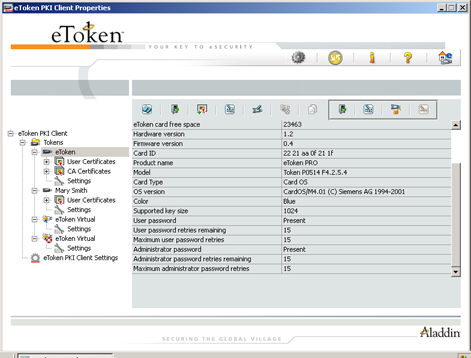 eToken PKI Client Properties
eToken
YOUR KEY TO eSECURITY
eToken PKI Client
Tokens
eToken
User Certificates
CA Certificates
Settings
Mary Smith
User Certificates
Settings
eToken Virtual
Settings
eToken Virtual
Settings
eToken PKI Client Settings
eToken card free space 23463
Hardware version 1.2
Firmware version 0.4
Card ID 22 21 aa 0f 21 1f
Product name eToken PRO
Model Token P0514 F4.2.5.4
Card Type Card OS
OS version CardOS/M4.01 (C) Siemens AG 1994-2001
Color Blue
Supported key size 1024
User password Present
User password retries remaining 15
Maximum user password retries 15
Administrator password Present
Administrator password retries remaining 15
Maximum administrator password retries 15
Aladdin
SECURING THE GLOBAL VILLAGE